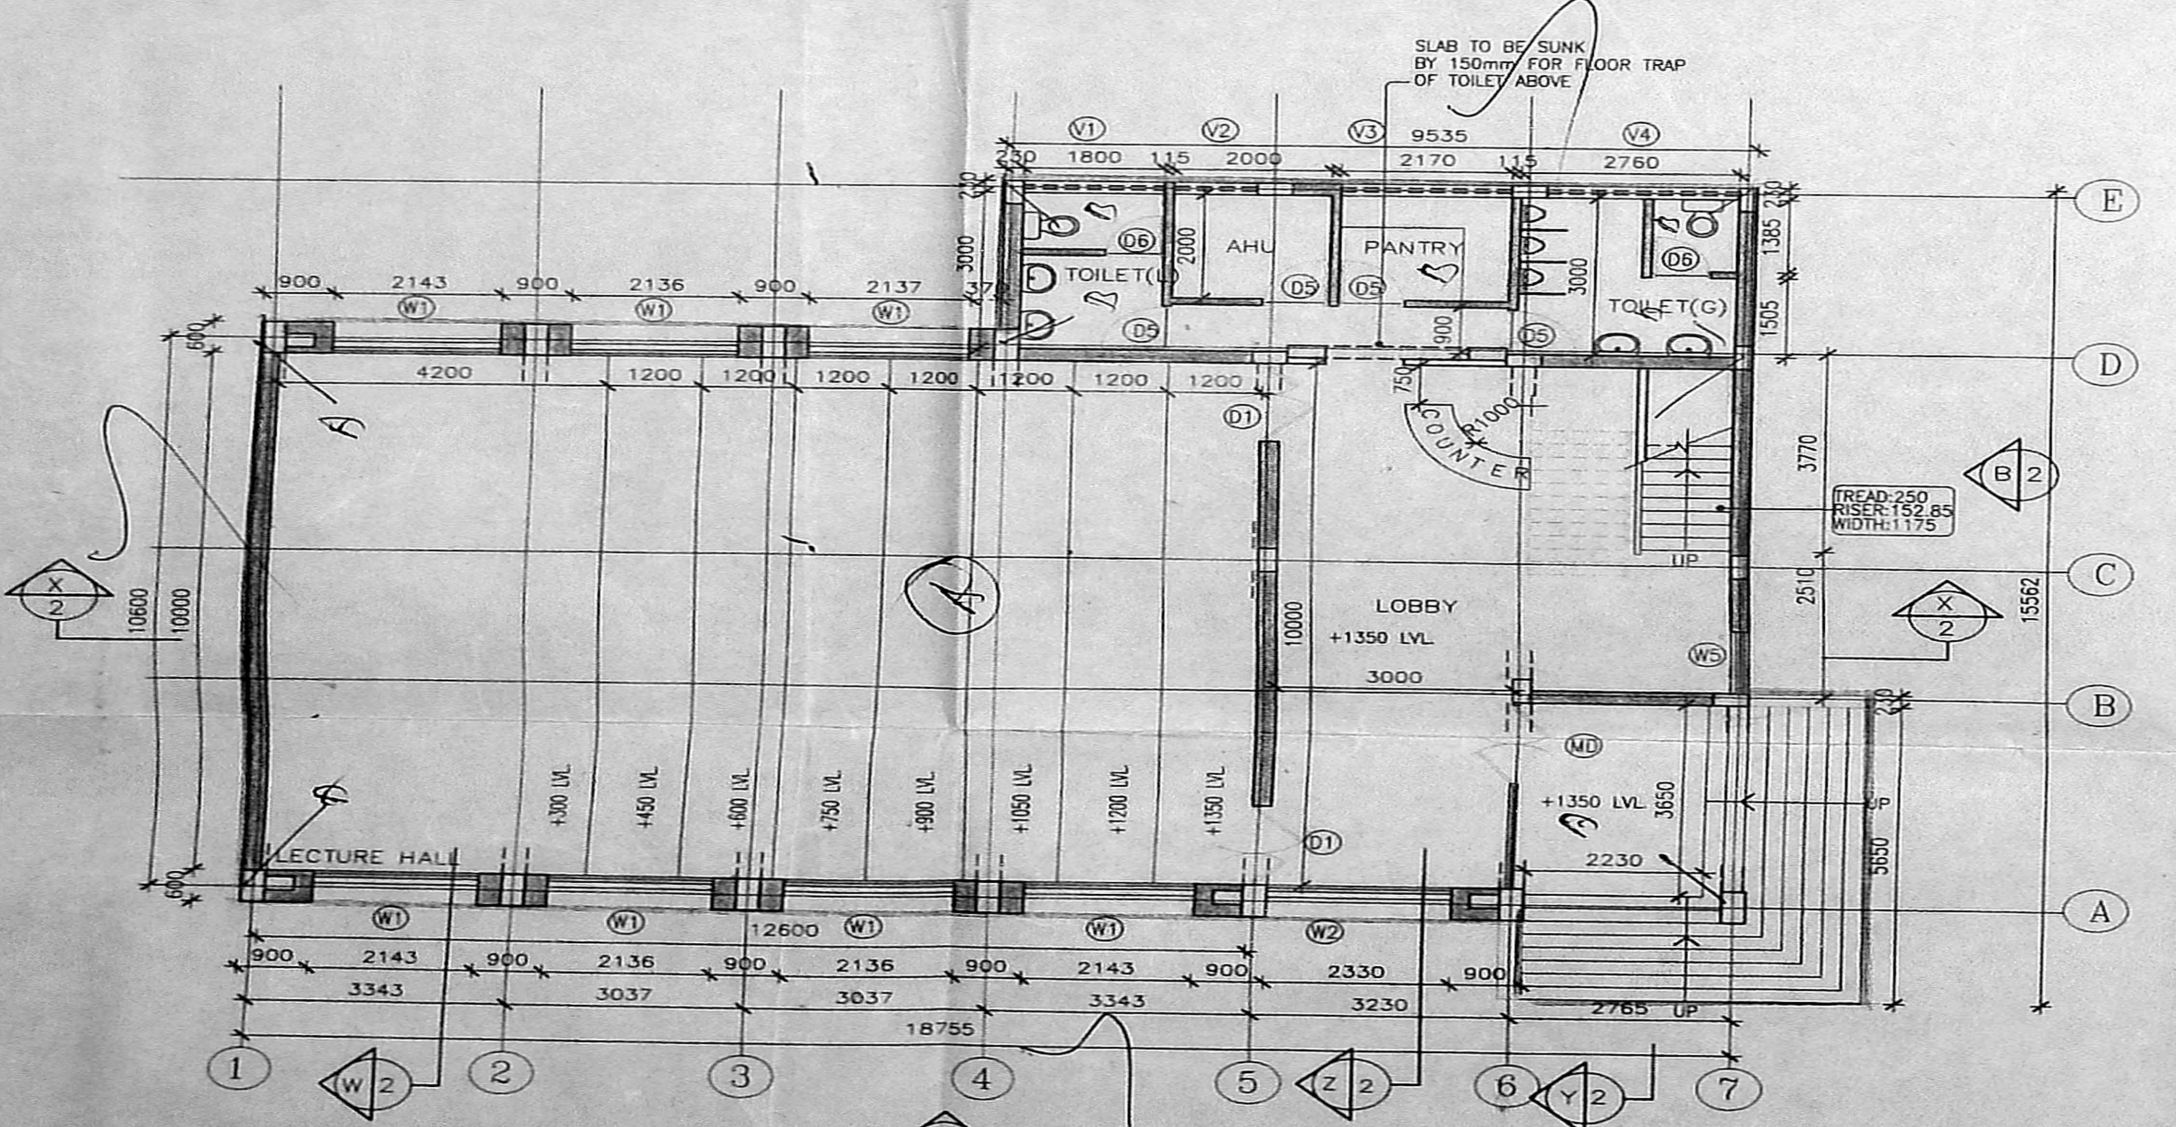 SLAB TO BE SUNK
BY 150mm FOR FLOOR TRAP
OF TOILET ABOVE
V1 V2 V3 9535 V4
230 1800 115 2000 2170 115 2760
E
230 230
3000 D6 2000 AHU PANTRY 3000 D6 1385
TOILET(L) D5 D5 TOILET(G) 1505
900 2143 900 2136 900 2137
W1 W1 W1
600 D5 900 D5
D
4200 1200 1200 1200 1200 1200 1200 1200
750 R1000
D1 COUNTER
3770
B 2
TREAD:250
RISER:152.85
WIDTH:1175
UP
C
X 2
10600 10000 A 10000 2510 X 2 15562
LOBBY
+1350 LVL
W5
3000
B
230
MD
+300 LVL +450 LVL +600 LVL +750 LVL +900 LVL +1050 LVL +1200 LVL +1350 LVL
+1350 LVL 3650 UP
D1
LECTURE HALL
2230 5650
600
A
W1 W1 W1 W1 W2
12600
900 2143 900 2136 900 2136 900 2143 900 2330 900
3343 3037 3037 3343 3230 2765 UP
18755
1 W 2 2 3 4 5 Z 2 6 Y 2 7